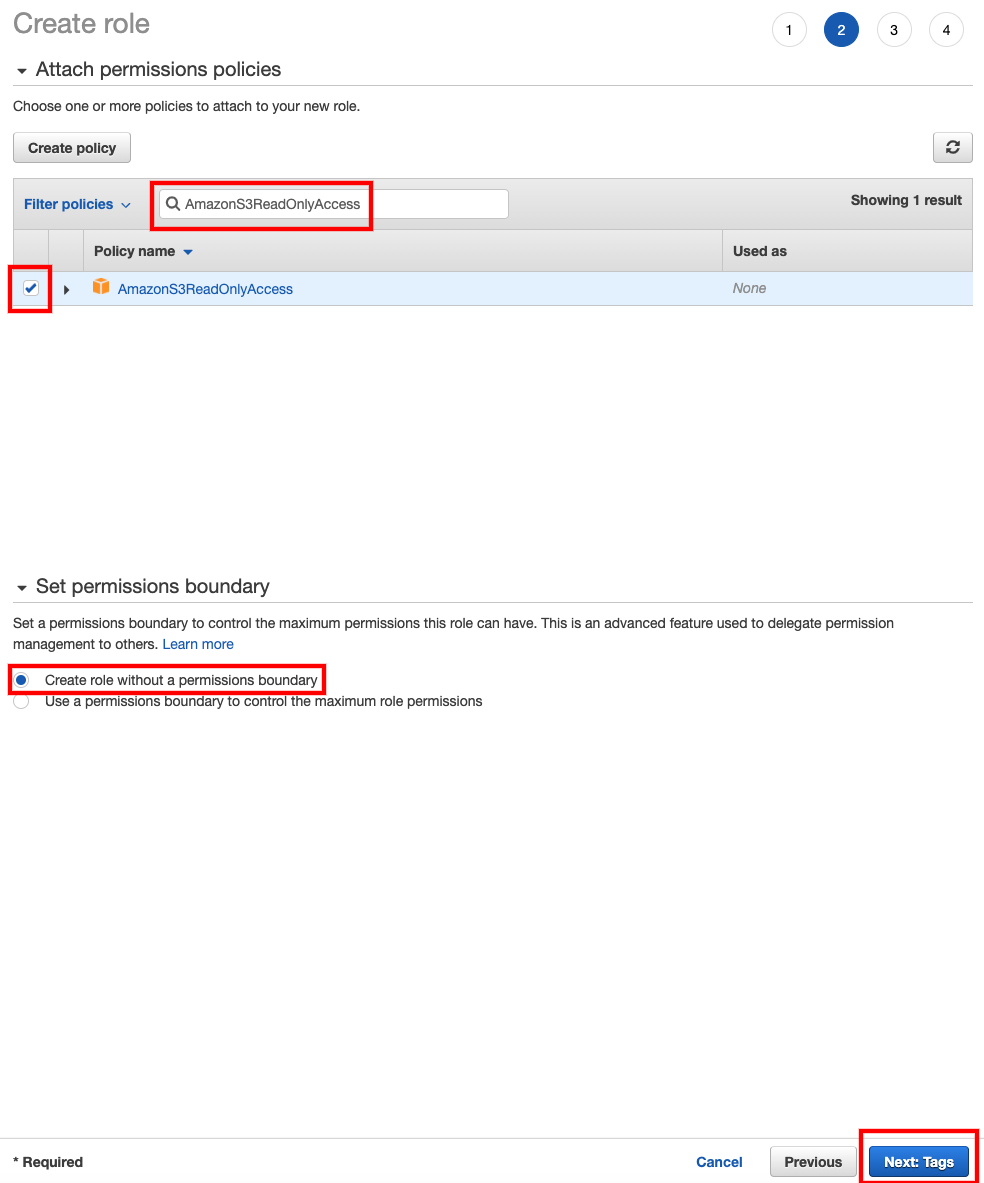 Create role
1 2 3 4
Attach permissions policies
Choose one or more policies to attach to your new role.
Create policy
Filter policies AmazonS3ReadOnlyAccess Showing 1 result
Policy name Used as
AmazonS3ReadOnlyAccess None
Set permissions boundary
Set a permissions boundary to control the maximum permissions this role can have. This is an advanced feature used to delegate permission
management to others. Learn more
Create role without a permissions boundary
Use a permissions boundary to control the maximum role permissions
* Required Cancel Previous Next: Tags